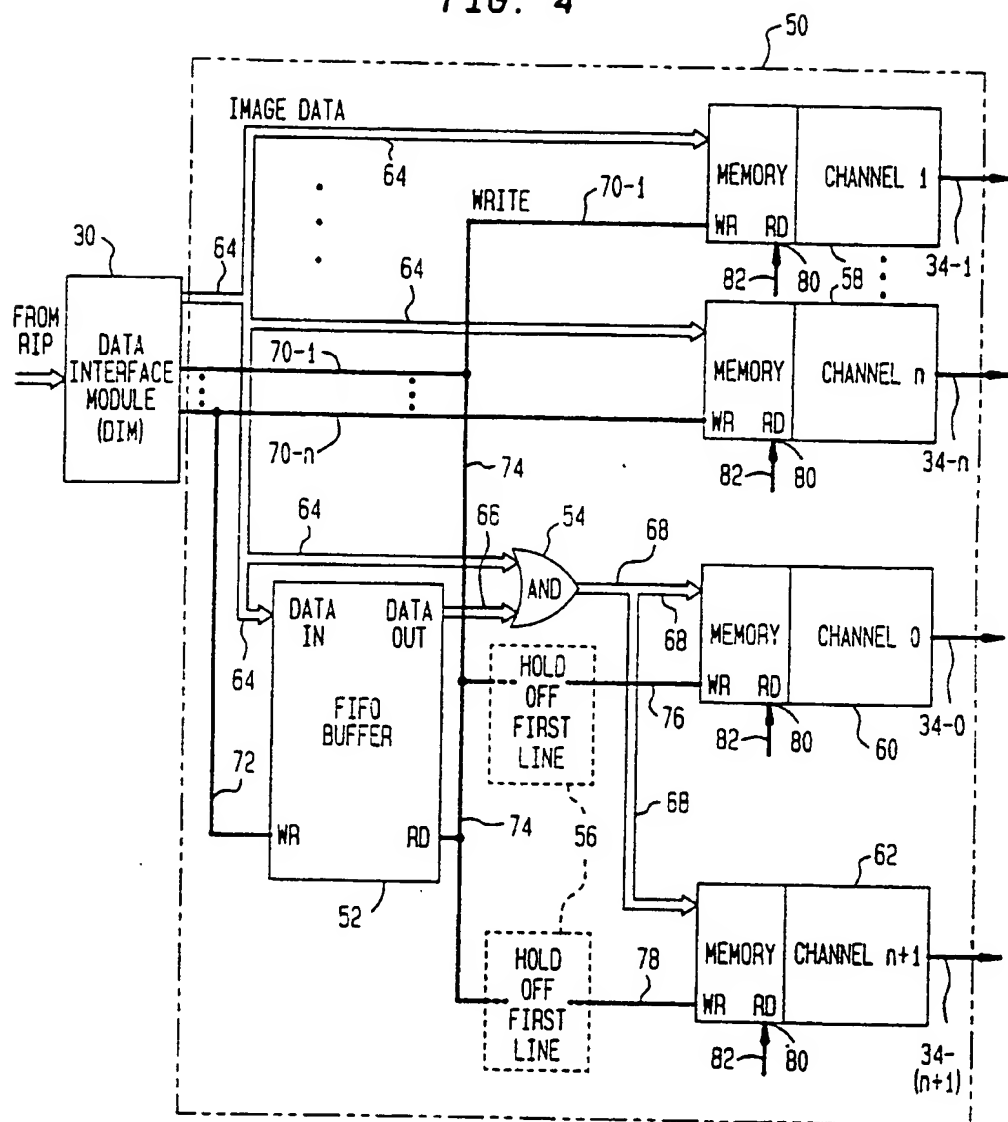 FIG. 4
50
IMAGE DATA
64
MEMORY
CHANNEL 1
WRITE
70-1
WR RD
82
80
58
34-1
30
64
FROM
RIP
DATA
INTERFACE
MODULE
(DIM)
64
70-1
70-n
MEMORY
CHANNEL n
58
WR RD
82
80
34-n
74
64
66
54
AND
68
68
64
DATA
IN
DATA
OUT
FIFO
BUFFER
WR
RD
72
52
HOLD
OFF
FIRST
LINE
76
MEMORY
CHANNEL 0
WR RD
82
80
60
34-0
74
56
68
HOLD
OFF
FIRST
LINE
78
62
MEMORY
CHANNEL n+1
WR RD
82
80
34-
(n+1)